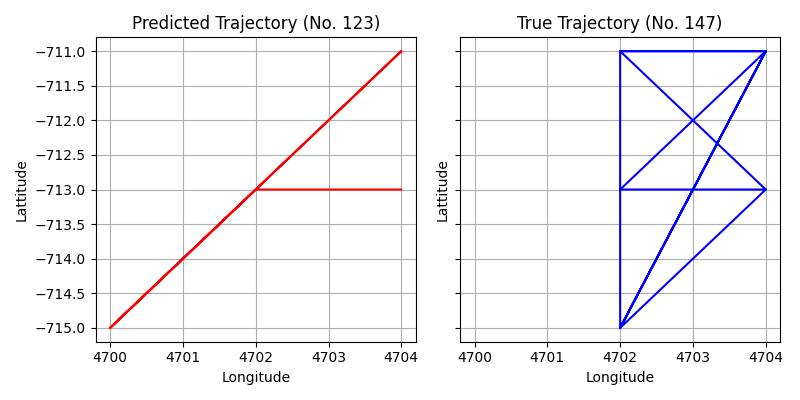 Predicted Trajectory (No. 123)
−711.0
−711.5
−712.0
−712.5
−713.0
−713.5
−714.0
−714.5
−715.0
Lattitude
4700 4701 4702 4703 4704
Longitude
True Trajectory (No. 147)
Lattitude
4700 4701 4702 4703 4704
Longitude